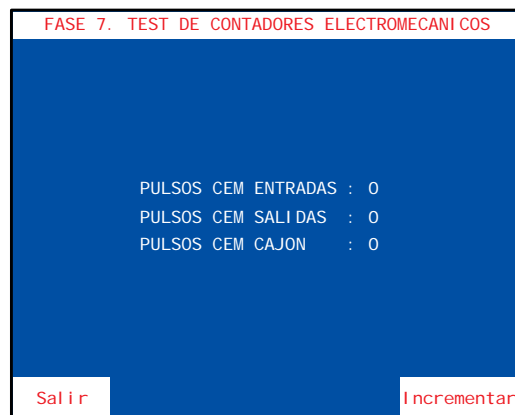 FASE 7. TEST DE CONTADORES ELECTROMECANICOS
PULSOS CEM ENTRADAS : 0
PULSOS CEM SALIDAS : 0
PULSOS CEM CAJON : 0
Salir Incrementar